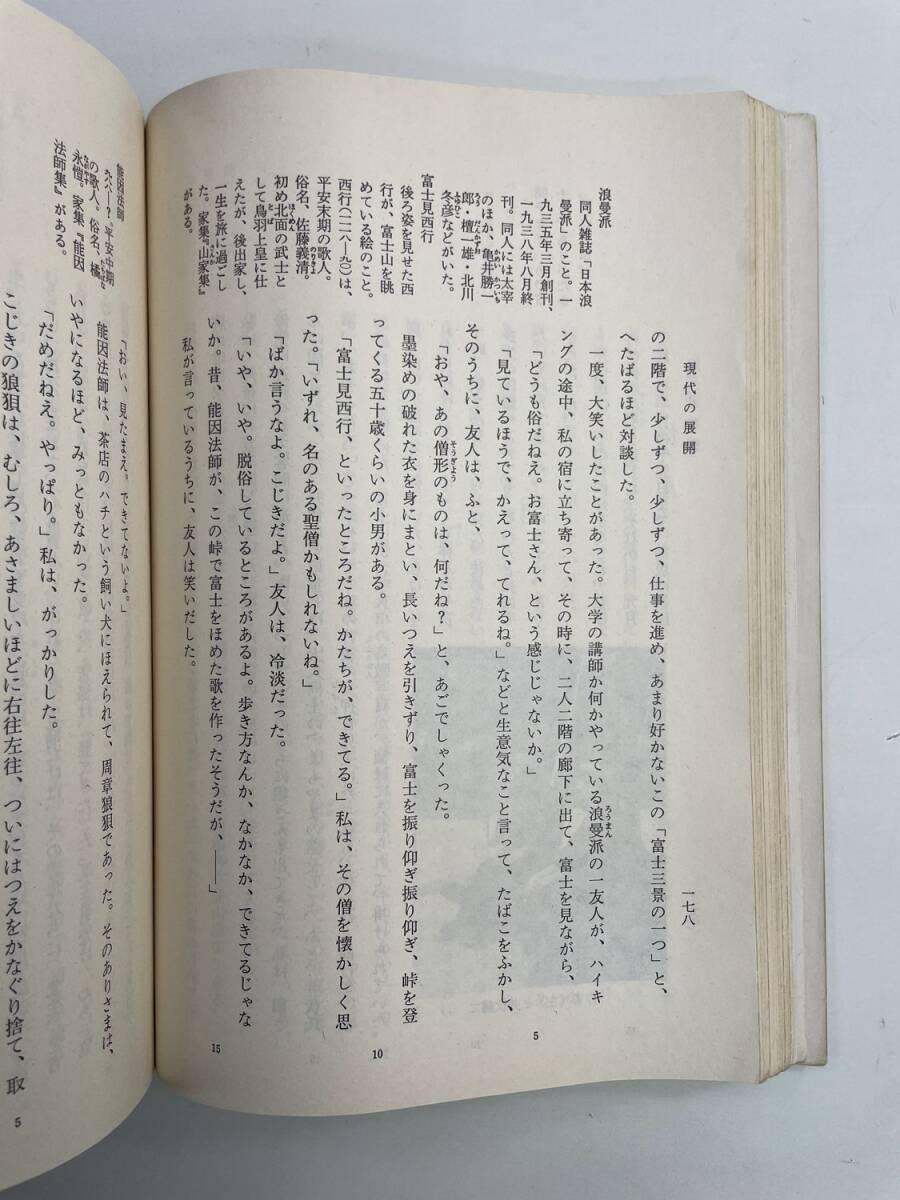 現代の展開
一七八
の二階で、少しずつ、少しずつ、仕事を進め、あまり好かないこの「富士三景の一つ」と、
へたばるほど対談した。
一度、大笑いしたことがあった。大学の講師か何かやっている浪曼派の一友人が、ハイキ
ングの途中、私の宿に立ち寄って、その時に、二人二階の廊下に出て、富士を見ながら、
「どうも俗だねえ。お富士さん、という感じじゃないか。」
「見ているほうで、かえって、てれるね。」などと生意気なこと言って、たばこをふかし、
そのうちに、友人は、ふと、
「おや、あの僧形のものは、何だね？」と、あごでしゃくった。
墨染めの破れた衣を身にまとい、長いつえを引きずり、富士を振り仰ぎ振り仰ぎ、峠を登
ってくる五十歳くらいの小男がある。
「富士見西行、といったところだね。かたちが、できてる。」私は、その僧を懐かしく思
った。「いずれ、名のある聖僧かもしれないね。」
「ばか言うなよ。こじきだよ。」友人は、冷淡だった。
「いや、いや。脱俗しているところがあるよ。歩き方なんか、なかなか、できてるじゃな
いか。昔、能因法師が、この峠で富士をほめた歌を作ったそうだが、――」
私が言っているうちに、友人は笑いだした。
5
10
15
浪曼派
同人雑誌『日本浪
曼派』のこと。一
九三五年三月創刊、
一九三八年八月終
刊。同人には太宰
のほか、亀井勝一
郎・檀一雄・北川
冬彦などがいた。
富士見西行
後ろ姿を見せた西
行が、富士山を眺
めている絵のこと。
西行(一一一八―九〇)は、
平安末期の歌人。
俗名、佐藤義清。
初め北面の武士と
して鳥羽上皇に仕
えたが、後出家し、
一生を旅に過ごし
た。家集『山家集』
がある。
「おい、見たまえ。できてないよ。」
能因法師は、茶店のハチという飼い犬にほえられて、周章狼狽であった。そのありさまは、
いやになるほど、みっともなかった。
「だめだねえ。やっぱり。」私は、がっかりした。
こじきの狼狽は、むしろ、あさましいほどに右往左往、ついにはつえをかなぐり捨て、取
5
能因法師
九八八―？。平安中期
の歌人。俗名、橘
永愷。家集『能因
法師集』がある。